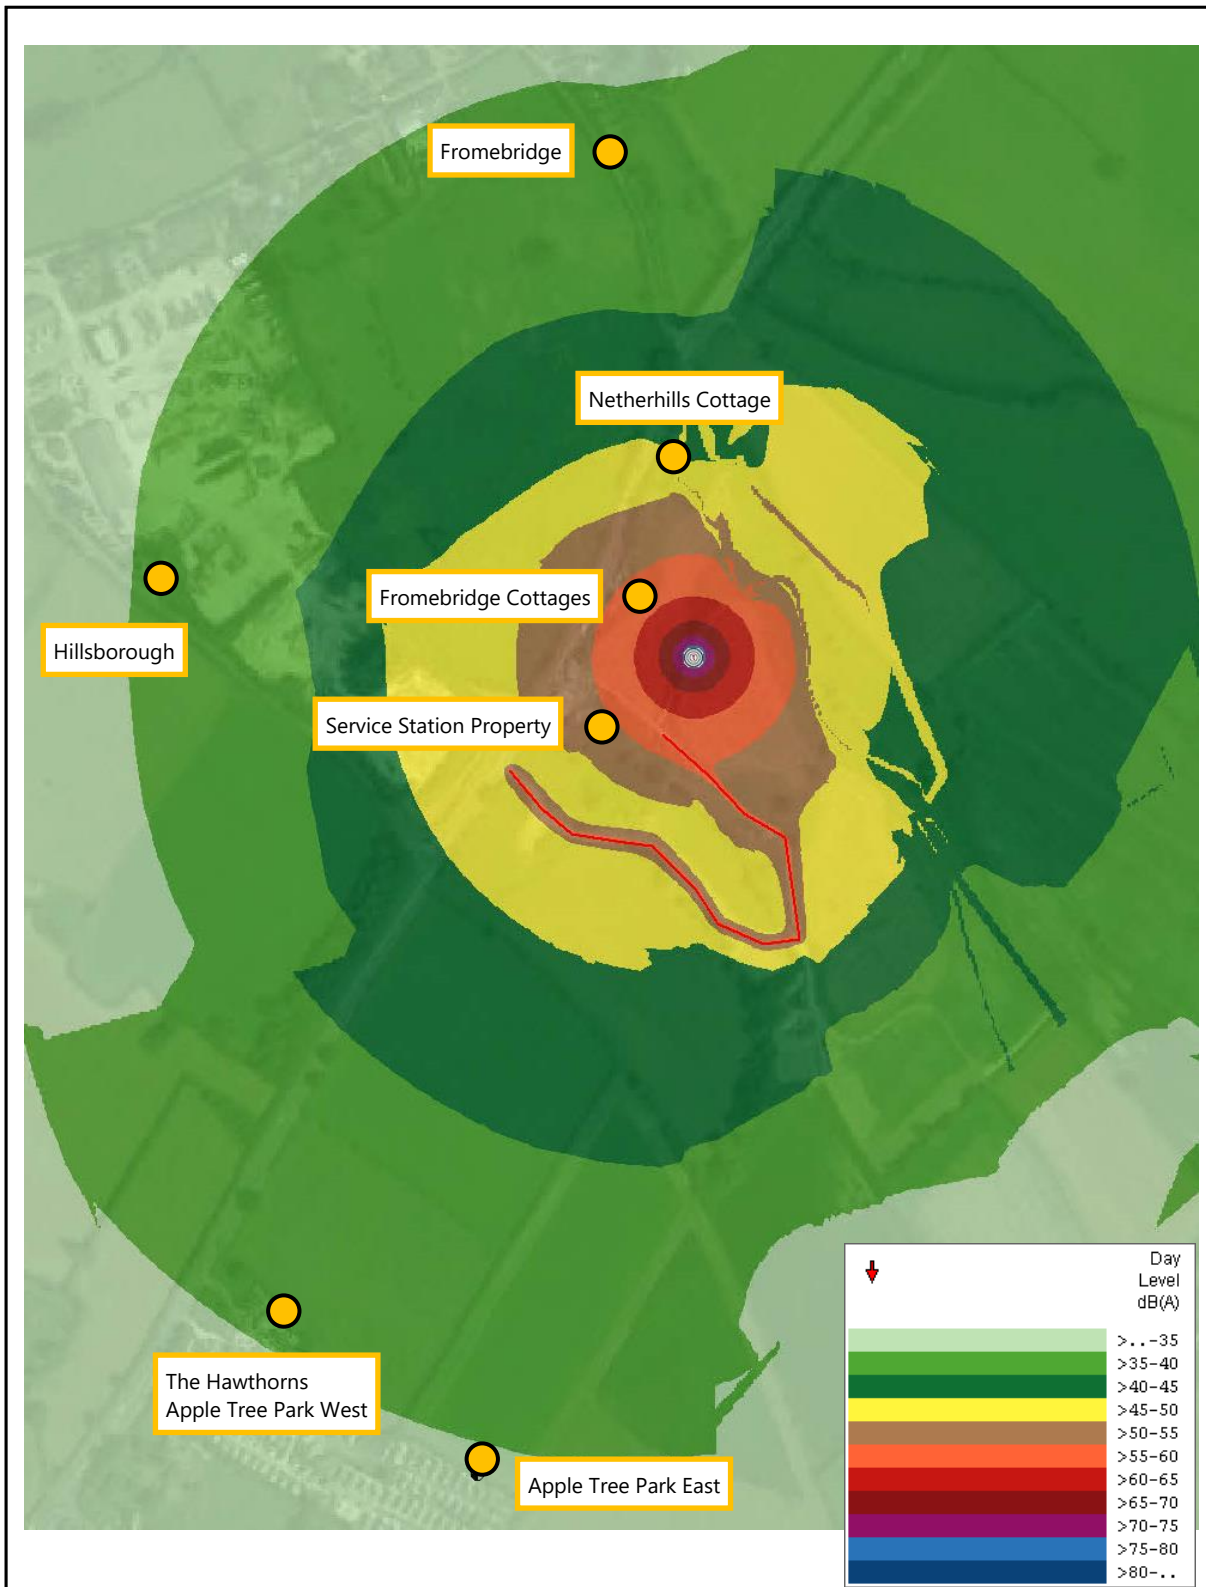 Fromebridge
Netherhills Cottage
Fromebridge Cottages
Hillsborough
Service Station Property
The Hawthorns
Apple Tree Park West
Apple Tree Park East
Day
Level
dB(A)
>..-35
>35-40
>40-45
>45-50
>50-55
>55-60
>60-65
>65-70
>70-75
>75-80
>80-..